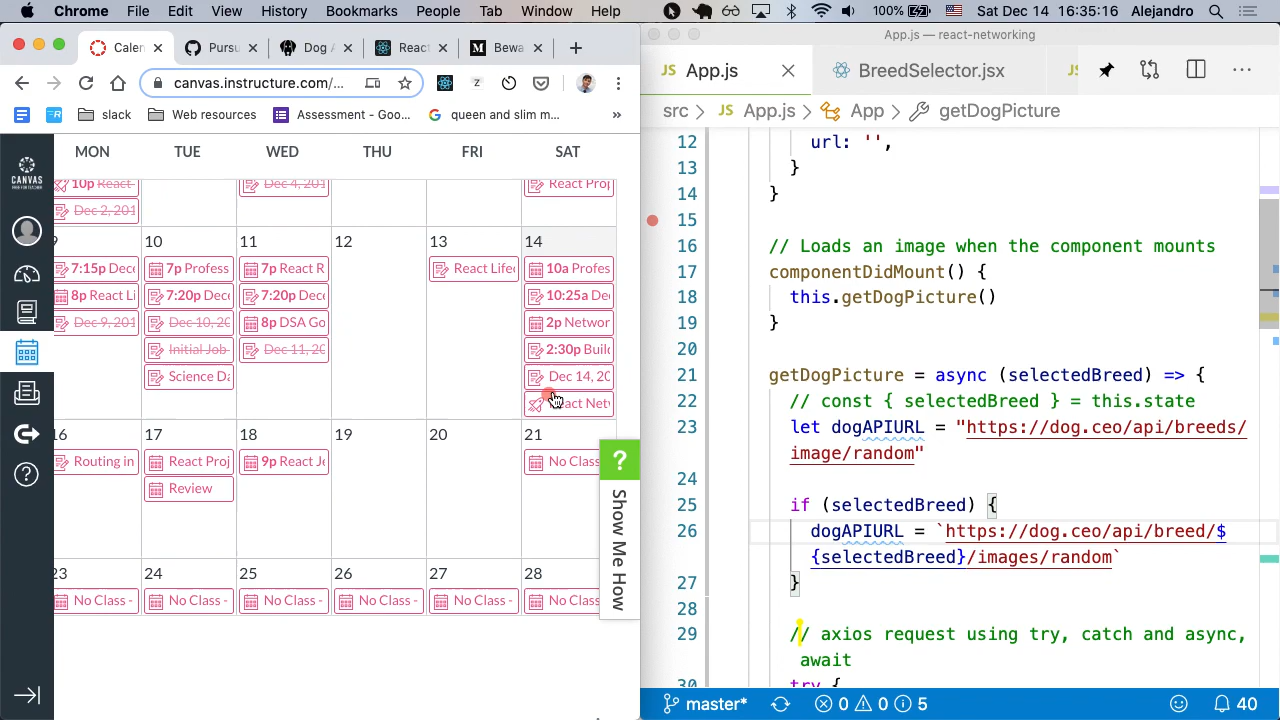 Chrome File Edit View History Bookmarks People Tab Window Help 100% Sat Dec 14 16:35:16 Alejandro
Calen Pursu Dog A React Bewa
canvas.instructure.com/...
slack Web resources Assessment - Goo... queen and slim m... »
CANVAS
MON TUE WED THU FRI SAT
10p React Dec 4, 201 React Proj
Dec 2, 201
9 10 11 12 13 14
7:15p Dece 7p Profess 7p React R React Lifec 10a Profes
8p React Li 7:20p Dece 7:20p Dece 10:25a De
Dec 9, 201 Dec 10, 20 8p DSA Go 2p Networ
Initial Job Dec 11, 20 2:30p Buil
Science Da Dec 14, 20
React Net
16 17 18 19 20 21
Routing in React Proj 9p React Je No Class
Review
23 24 25 26 27 28
No Class - No Class - No Class - No Class - No Class - No Class
?
Show Me How
App.js — react-networking
JS App.js BreedSelector.jsx JS
src > JS App.js > App > getDogPicture
12 url: '',
13 }
14 }
15
16 // Loads an image when the component mounts
17 componentDidMount() {
18 this.getDogPicture()
19 }
20
21 getDogPicture = async (selectedBreed) => {
22 // const { selectedBreed } = this.state
23 let dogAPIURL = "https://dog.ceo/api/breeds/
image/random"
24
25 if (selectedBreed) {
26 dogAPIURL = `https://dog.ceo/api/breed/$
{selectedBreed}/images/random`
27 }
28
29 // axios request using try, catch and async,
await
30 try {
master* 0 0 5 40